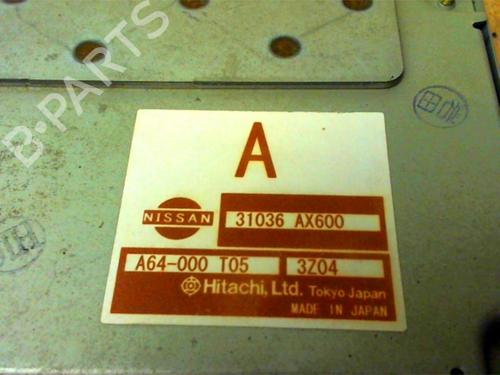 B-PARTS
A
NISSAN
31036 AX600
A64-000 T05
3Z04
Hitachi, Ltd. Tokyo Japan
MADE IN JAPAN